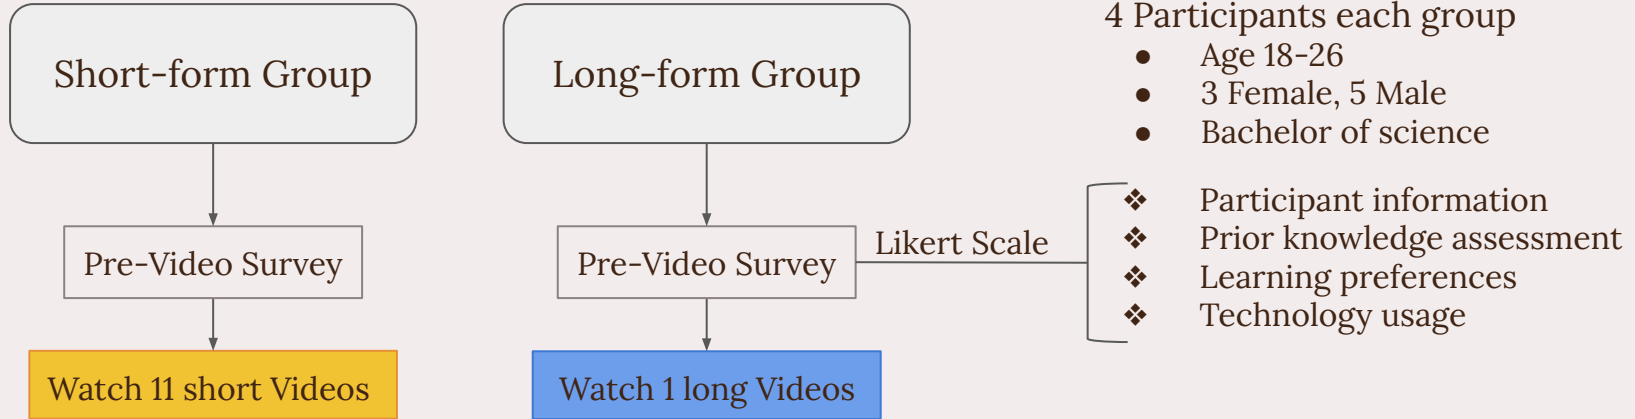 Short-form Group
Long-form Group
4 Participants each group
● Age 18-26
● 3 Female, 5 Male
● Bachelor of science
Pre-Video Survey
Pre-Video Survey
Likert Scale
❖ Participant information
❖ Prior knowledge assessment
❖ Learning preferences
❖ Technology usage
Watch 11 short Videos
Watch 1 long Videos